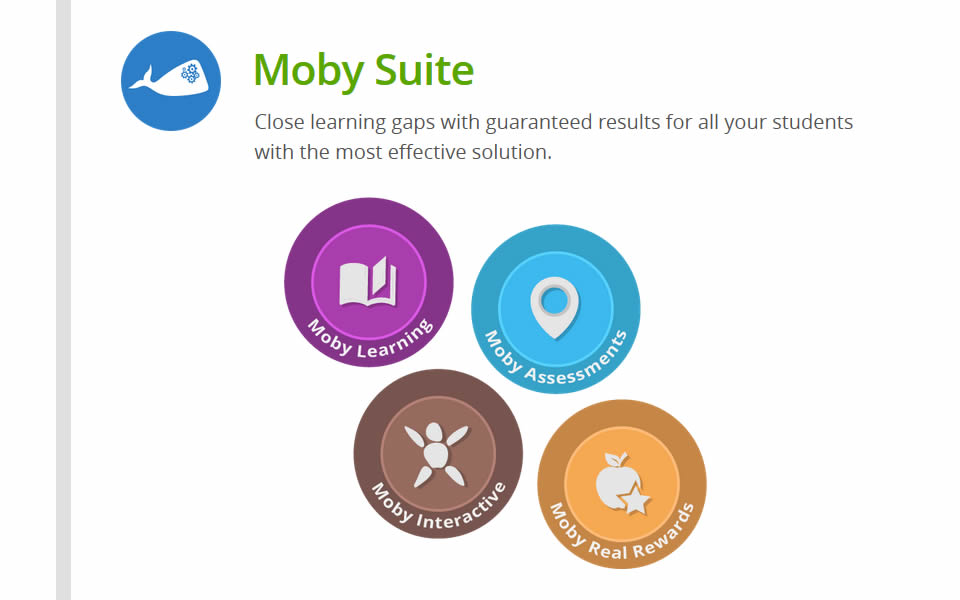 Moby Suite
Close learning gaps with guaranteed results for all your students
with the most effective solution.
Moby Learning
Moby Assessments
Moby Interactive
Moby Real Rewards